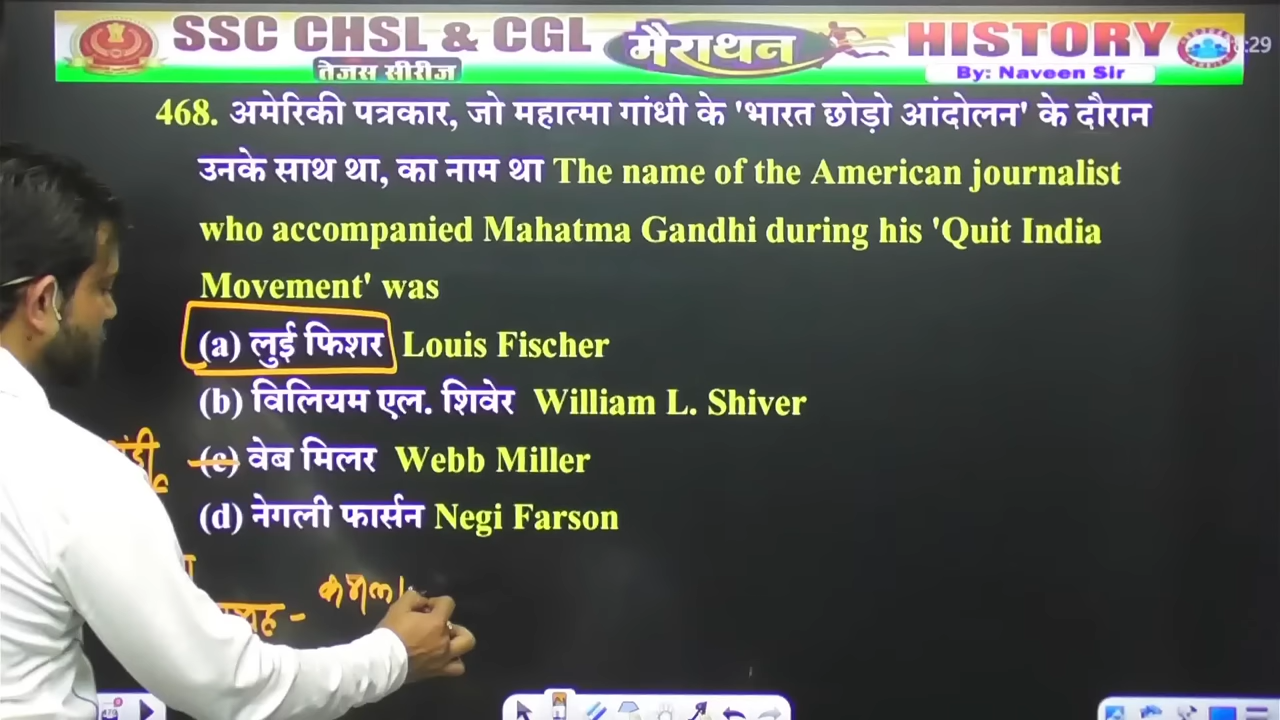 SSC CHSL & CGL मैराथन HISTORY
18:29
तेजस सीरीज By: Naveen Sir
468. अमेरिकी पत्रकार, जो महात्मा गांधी के 'भारत छोड़ो आंदोलन' के दौरान
उनके साथ था, का नाम था The name of the American journalist
who accompanied Mahatma Gandhi during his 'Quit India
Movement' was
(a) लुई फिशर Louis Fischer
(b) विलियम एल. शिवेर William L. Shiver
(c) वेब मिलर Webb Miller
(d) नेगली फार्सन Negi Farson